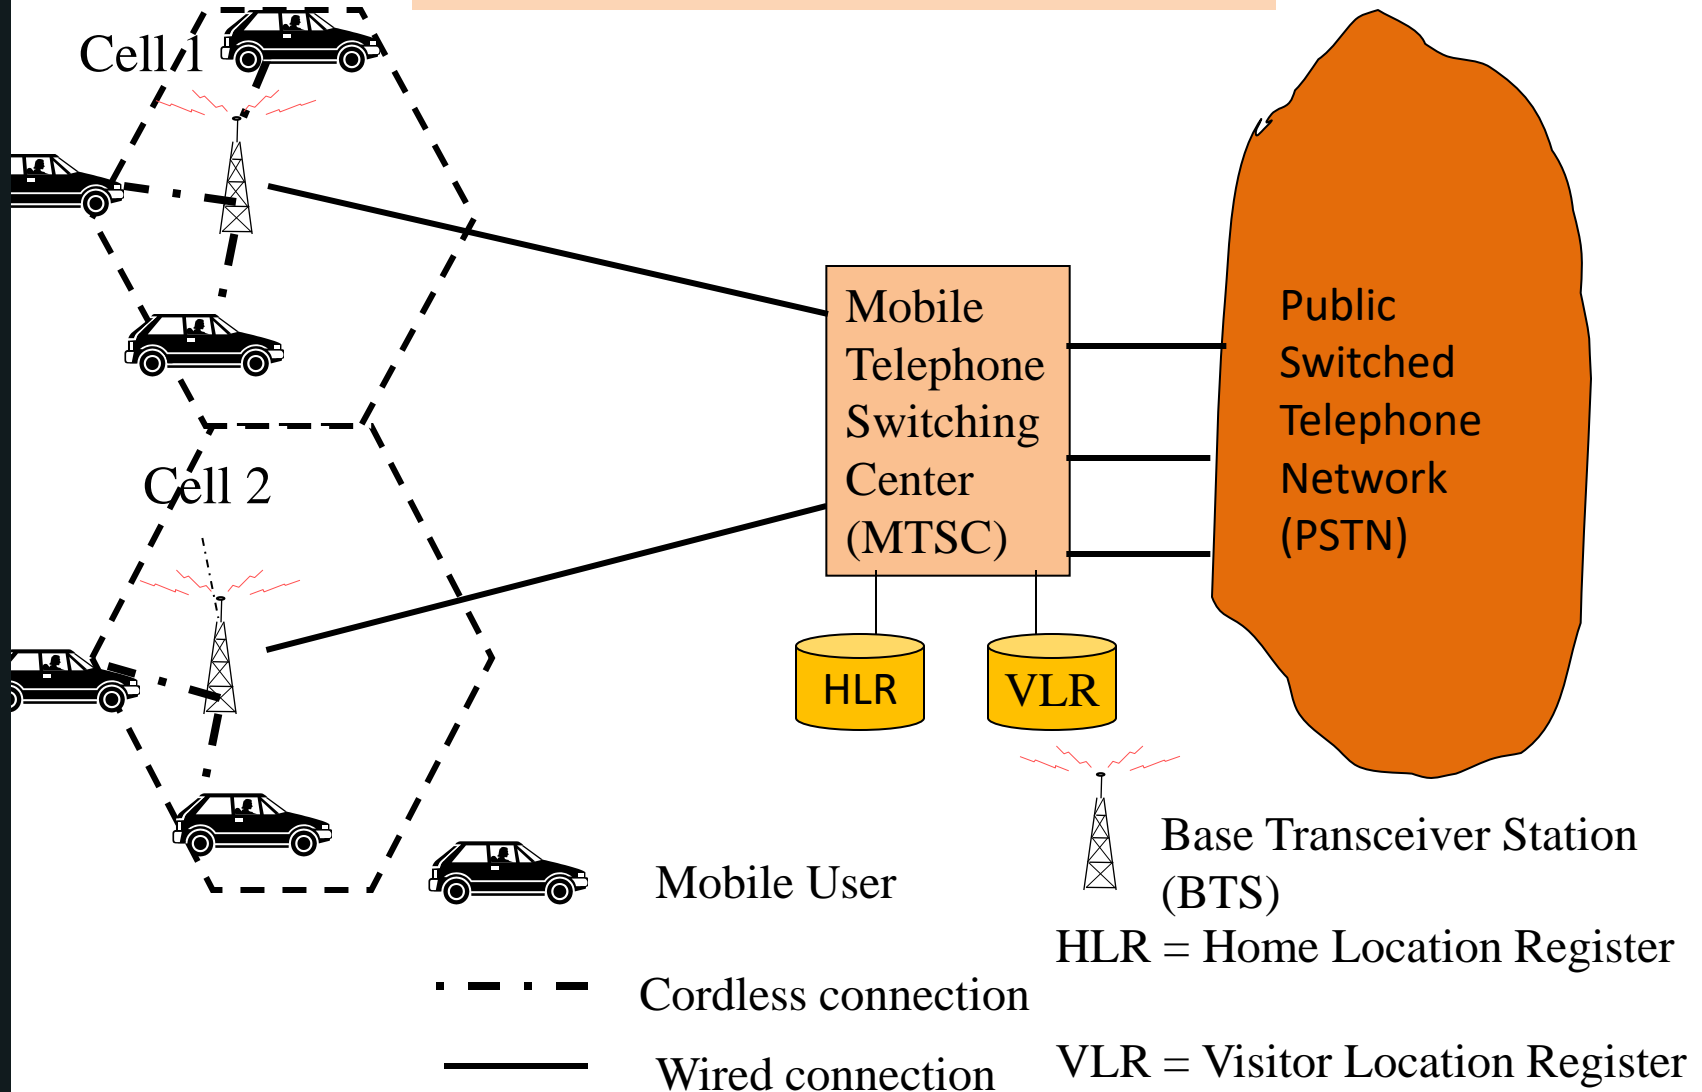 Cell 1
Mobile
Telephone
Switching
Center
(MTSC)
Public
Switched
Telephone
Network
(PSTN)
Cell 2
HLR
VLR
Mobile User
Base Transceiver Station
(BTS)
HLR = Home Location Register
Cordless connection
Wired connection
VLR = Visitor Location Register